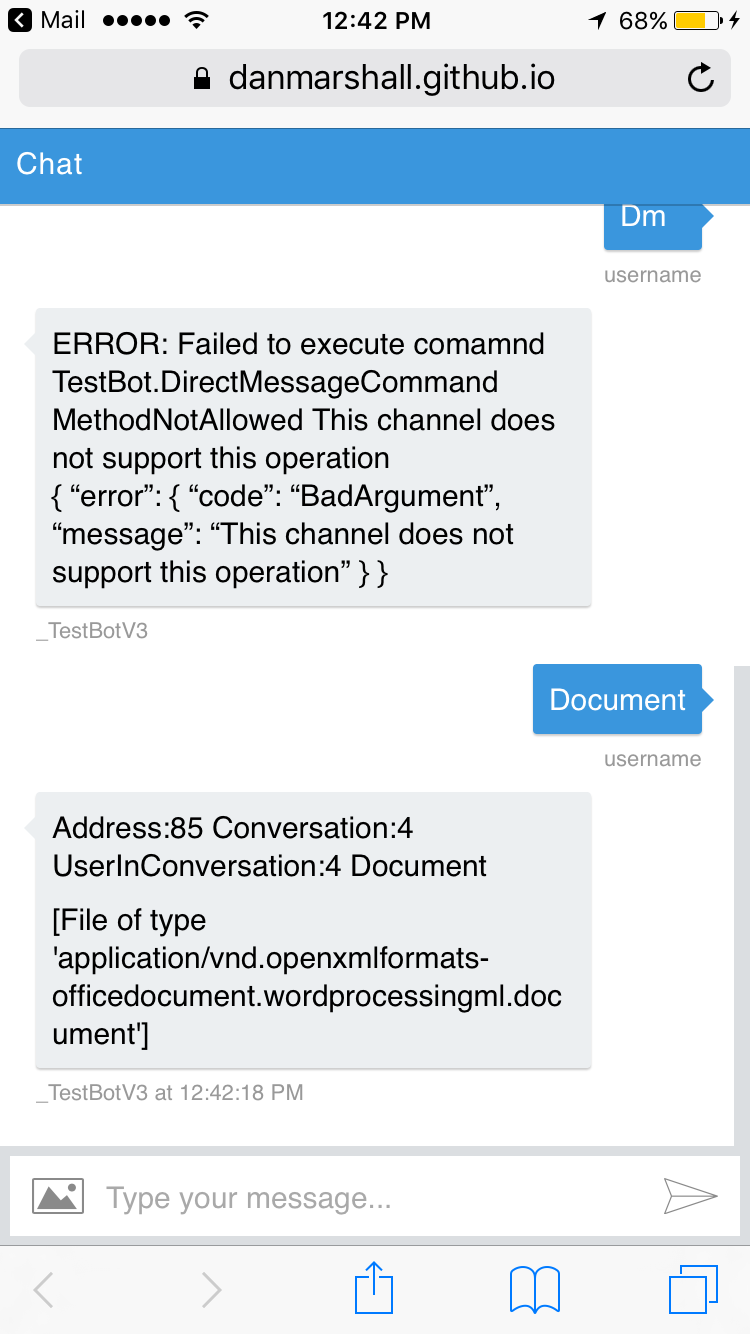 Mail 12:42 PM 68%
danmarshall.github.io
Chat
Dm
username
ERROR: Failed to execute comamnd
TestBot.DirectMessageCommand
MethodNotAllowed This channel does
not support this operation
{ “error”: { “code”: “BadArgument”,
“message”: “This channel does not
support this operation” } }
_TestBotV3
Document
username
Address:85 Conversation:4
UserInConversation:4 Document
[File of type
'application/vnd.openxmlformats-
officedocument.wordprocessingml.doc
ument']
_TestBotV3 at 12:42:18 PM
Type your message...